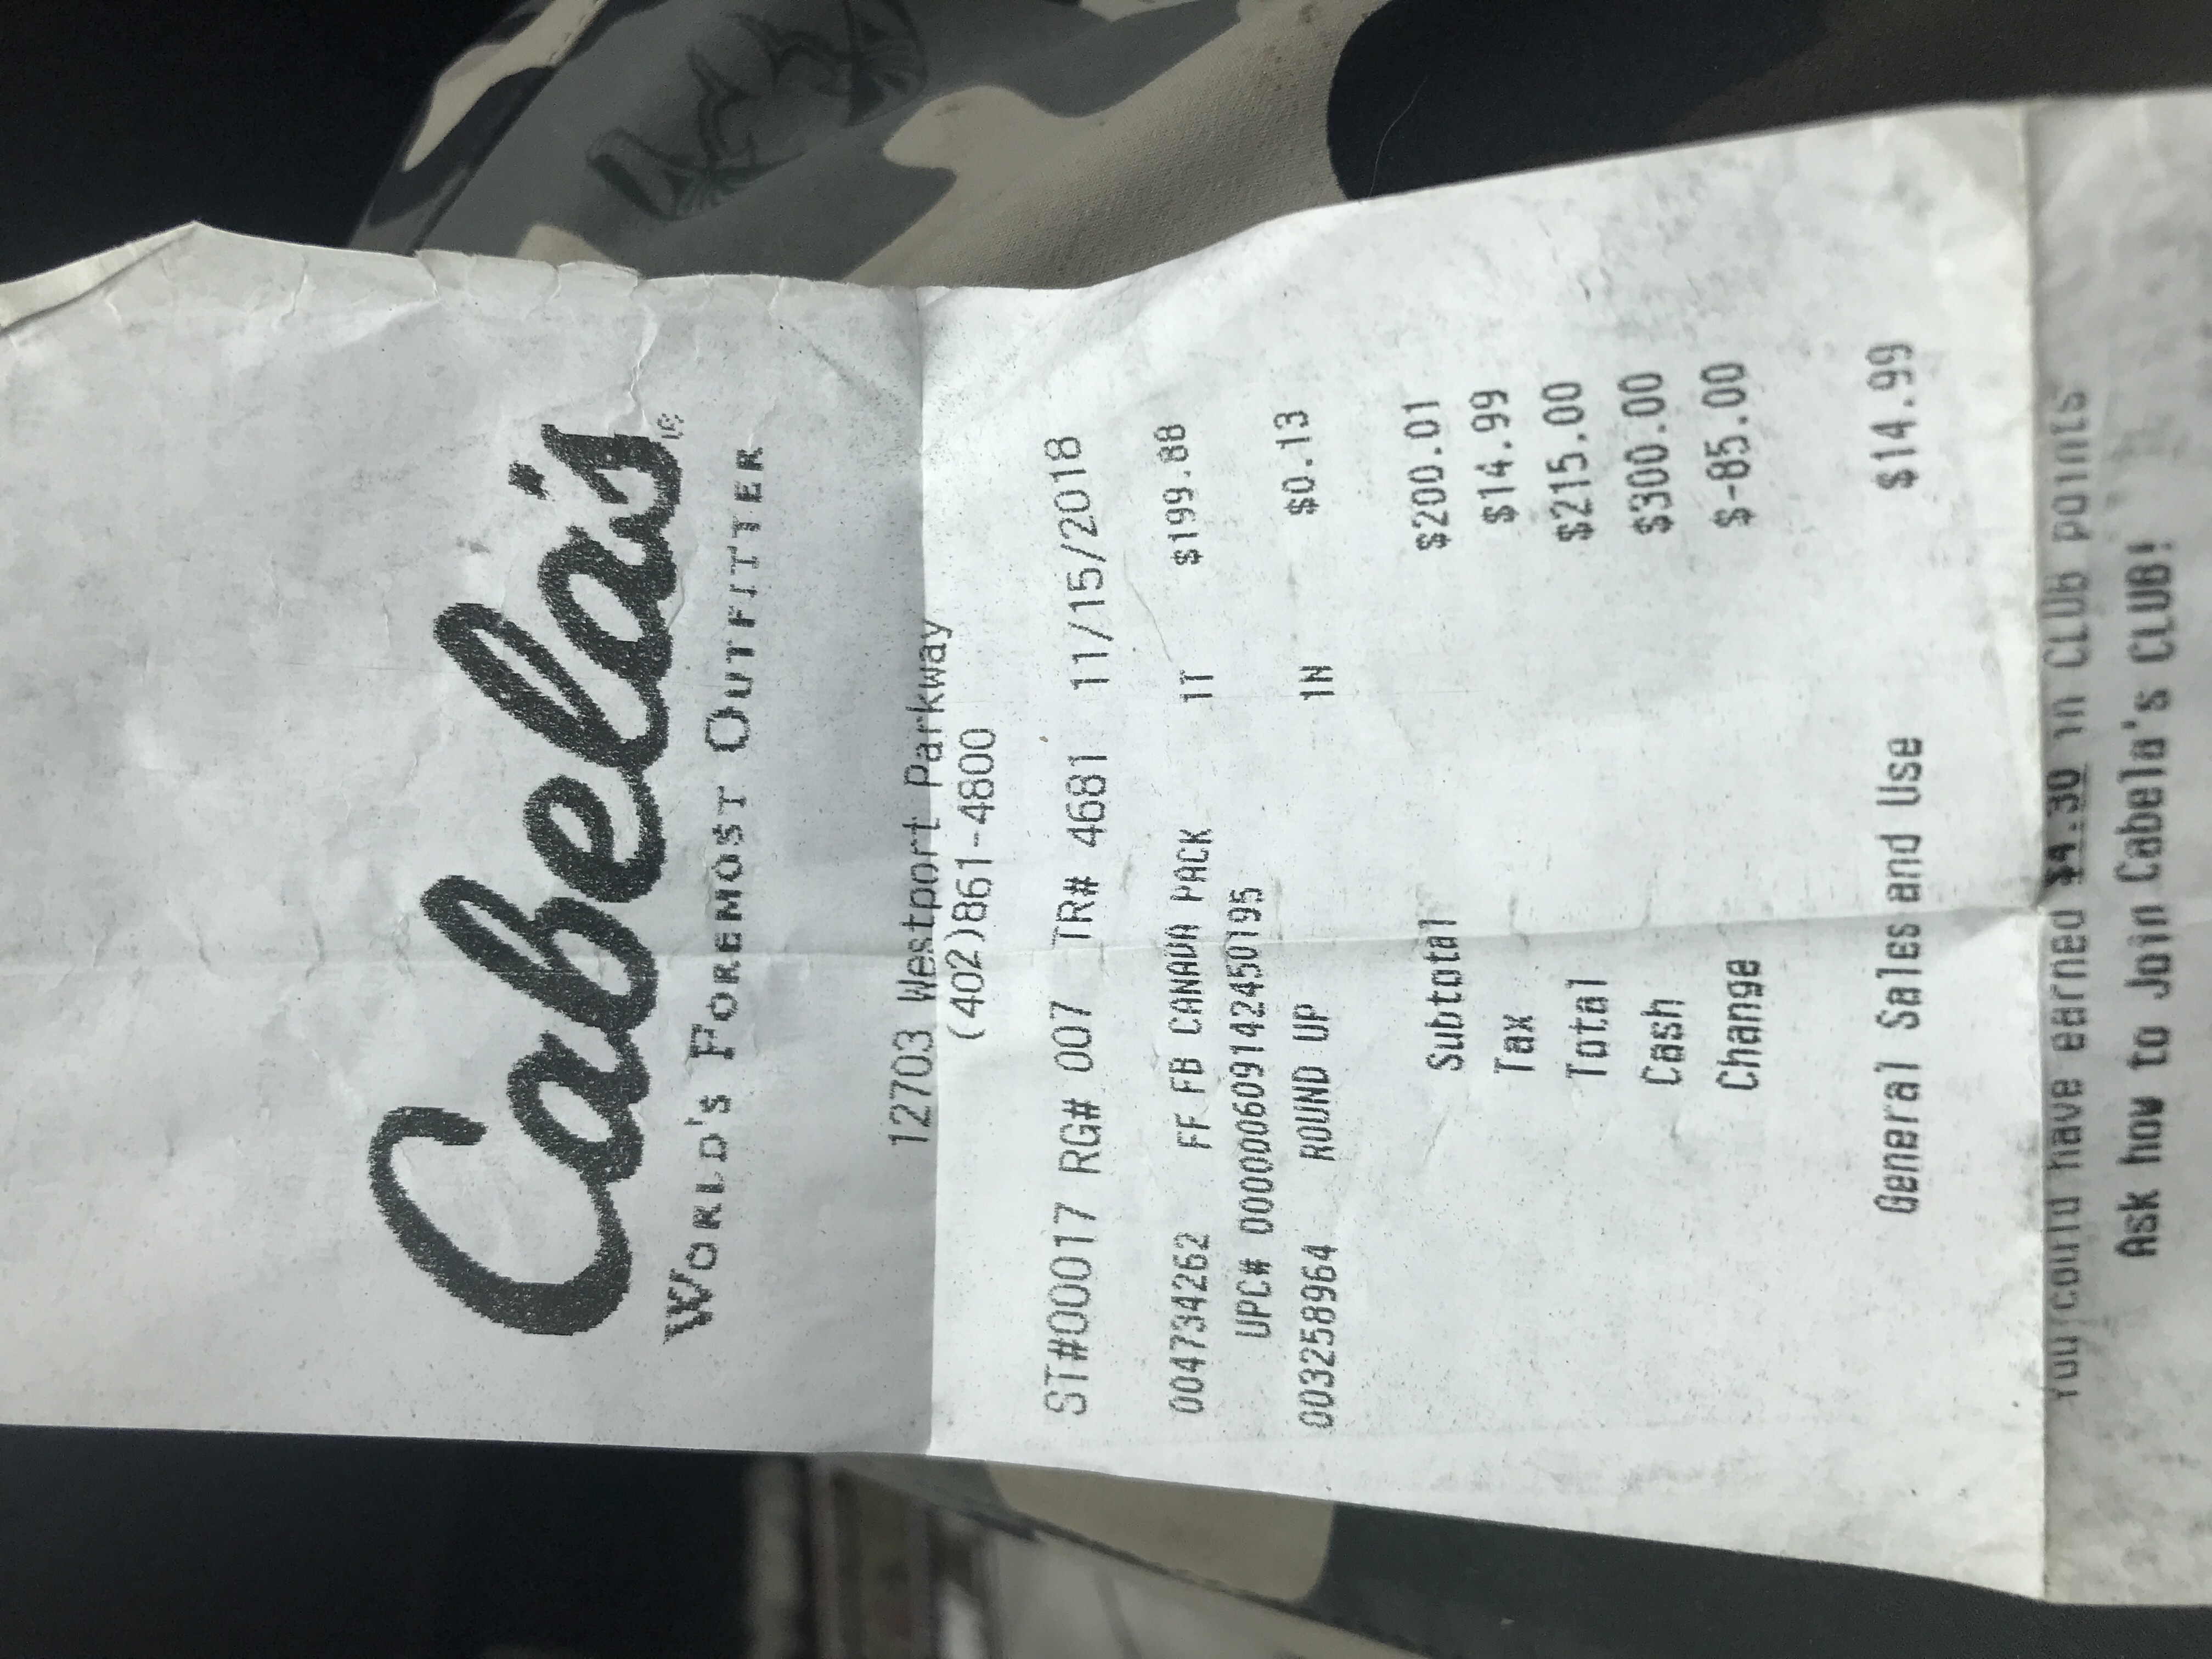 Cabela's®
WORLD'S FOREMOST OUTFITTER
12703 Westport Parkway
(402)861-4800
ST#00017 RG# 007 TR# 4681 11/15/2018
004734262 FF FB CANADA PACK 1T $199.88
UPC# 00000060914245019​5
003258964 ROUND UP 1N $0.13
Subtotal $200.01
Tax $14.99
Total $215.00
Cash $300.00
Change $-85.00
General Sales and Use $14.99
You could have earned $4.30 in CLUB points
Ask how to Join Cabela's CLUB!